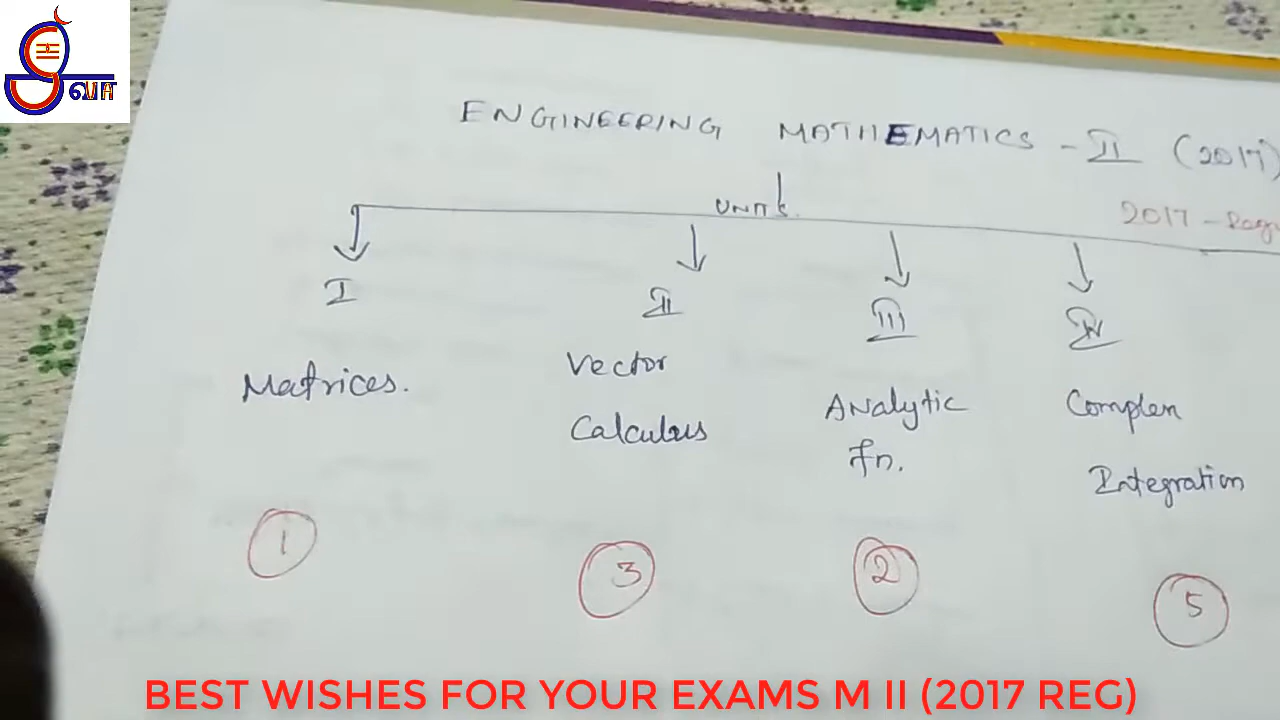 சிவா
ENGINEERING MATHEMATICS - II (2017)
UNITS.
2017 - Regu
I
II
III
IV
Matrices.
Vector
Calculus
Analytic
Fn.
Complex
Integration
1
3
2
5
BEST WISHES FOR YOUR EXAMS M II (2017 REG)